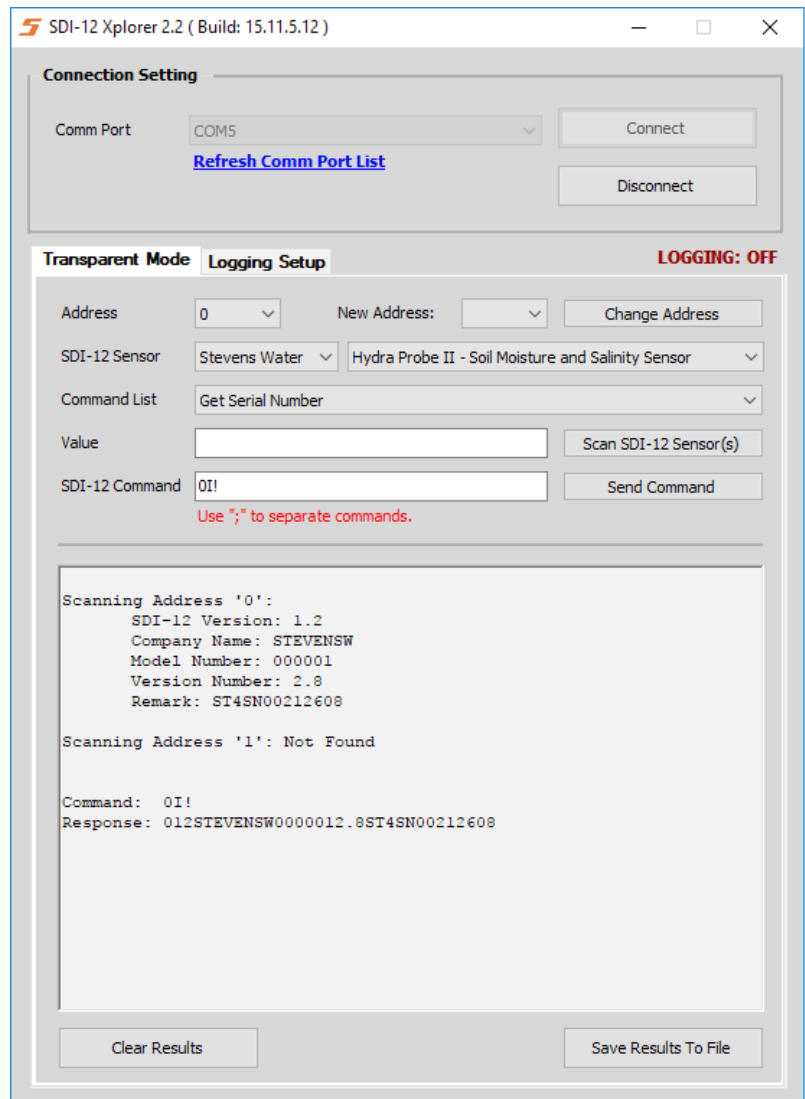 SDI-12 Xplorer 2.2 ( Build: 15.11.5.12 )
Connection Setting
Comm Port COM5 Connect
Refresh Comm Port List
Disconnect
Transparent Mode Logging Setup LOGGING: OFF
Address 0 New Address: Change Address
SDI-12 Sensor Stevens Water Hydra Probe II - Soil Moisture and Salinity Sensor
Command List Get Serial Number
Value Scan SDI-12 Sensor(s)
SDI-12 Command 0I! Send Command
Use ";" to separate commands.
Scanning Address '0':
SDI-12 Version: 1.2
Company Name: STEVENSW
Model Number: 000001
Version Number: 2.8
Remark: ST4SN00212608
Scanning Address '1': Not Found
Command: 0I!
Response: 012STEVENSW0000012.8ST4SN00212608
Clear Results Save Results To File